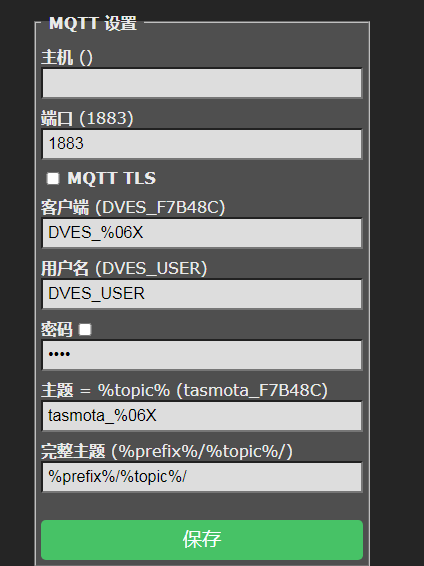 MQTT 设置
主机 ()
端口 (1883)
1883
MQTT TLS
客户端 (DVES_F7B48C)
DVES_%06X
用户名 (DVES_USER)
DVES_USER
密码
••••
主题 = %topic% (tasmota_F7B48C)
tasmota_%06X
完整主题 (%prefix%/%topic%/)
%prefix%/%topic%/
保存